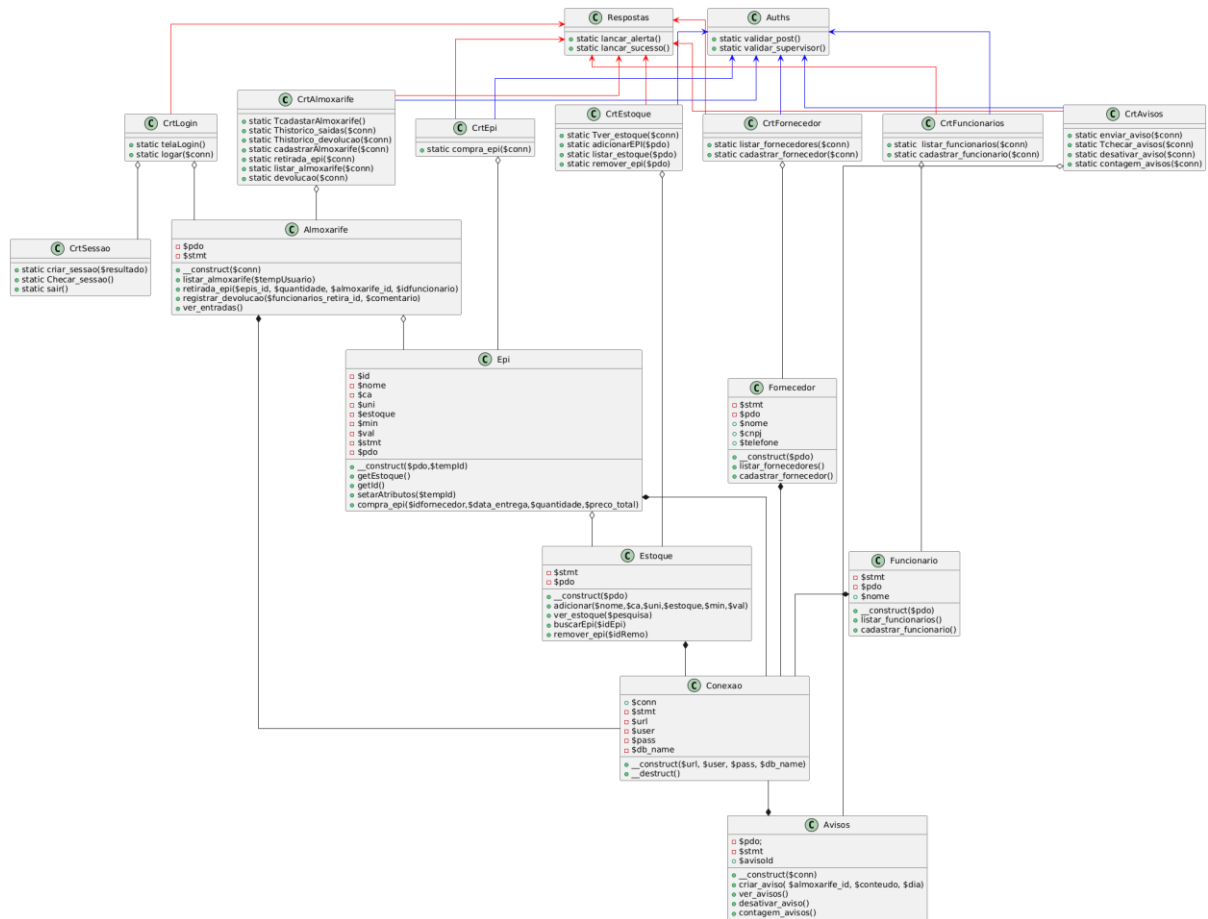 Respostas
static lancar_alerta()
static lancar_sucesso()
Auths
static validar_post()
static validar_supervisor()
CrtLogin
static telaLogin()
static logar($conn)
CrtAlmoxarife
static TcadastarAlmoxarife()
static Thistorico_saidas($conn)
static Thistorico_devolucao($conn)
static cadastrarAlmoxarife($conn)
static retirada_epi($conn)
static listar_almoxarife($conn)
static devolucao($conn)
CrtEpi
static compra_epi($conn)
CrtEstoque
static Tver_estoque($conn)
static adicionarEPI($pdo)
static listar_estoque($pdo)
static remover_epi($pdo)
CrtFornecedor
static listar_fornecedores($conn)
static cadastrar_fornecedor($conn)
CrtFuncionarios
static listar_funcionarios($conn)
static cadastrar_funcionario($conn)
CrtAvisos
static enviar_aviso($conn)
static Tchecar_avisos($conn)
static desativar_aviso($conn)
static contagem_avisos($conn)
CrtSessao
static criar_sessao($resultado)
static Checar_sessao()
static sair()
Almoxarife
$pdo
$stmt
__construct($conn)
listar_almoxarife($tempUsuario)
retirada_epi($epis_id, $quantidade, $almoxarife_id, $idfuncionario)
registrar_devolucao($funcionarios_retira_id, $comentario)
ver_entradas()
Epi
$id
$nome
$ca
$uni
$estoque
$min
$val
$stmt
$pdo
__construct($pdo,$tempId)
getEstoque()
getId()
setarAtributos($tempId)
compra_epi($idfornecedor,$data_entrega,$quantidade,$preco_total)
Fornecedor
$stmt
$pdo
$nome
$cnpj
$telefone
__construct($pdo)
listar_fornecedores()
cadastrar_fornecedor()
Estoque
$stmt
$pdo
__construct($pdo)
adicionar($nome,$ca,$uni,$estoque,$min,$val)
ver_estoque($pesquisa)
buscarEpi($idEpi)
remover_epi($idRemo)
Funcionario
$stmt
$pdo
$nome
__construct($pdo)
listar_funcionarios()
cadastrar_funcionario()
Conexao
$conn
$stmt
$url
$user
$pass
$db_name
__construct($url, $user, $pass, $db_name)
__destruct()
Avisos
$pdo;
$stmt
$avisoId
__construct($conn)
criar_aviso( $almoxarife_id, $conteudo, $dia)
ver_avisos()
desativar_aviso()
contagem_avisos()